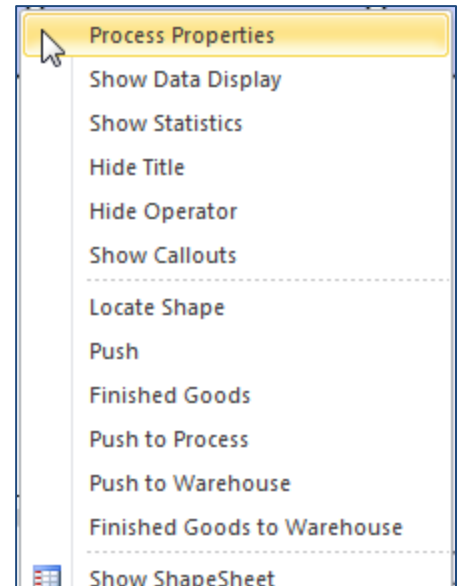 Process Properties
Show Data Display
Show Statistics
Hide Title
Hide Operator
Show Callouts
Locate Shape
Push
Finished Goods
Push to Process
Push to Warehouse
Finished Goods to Warehouse
Show ShapeSheet